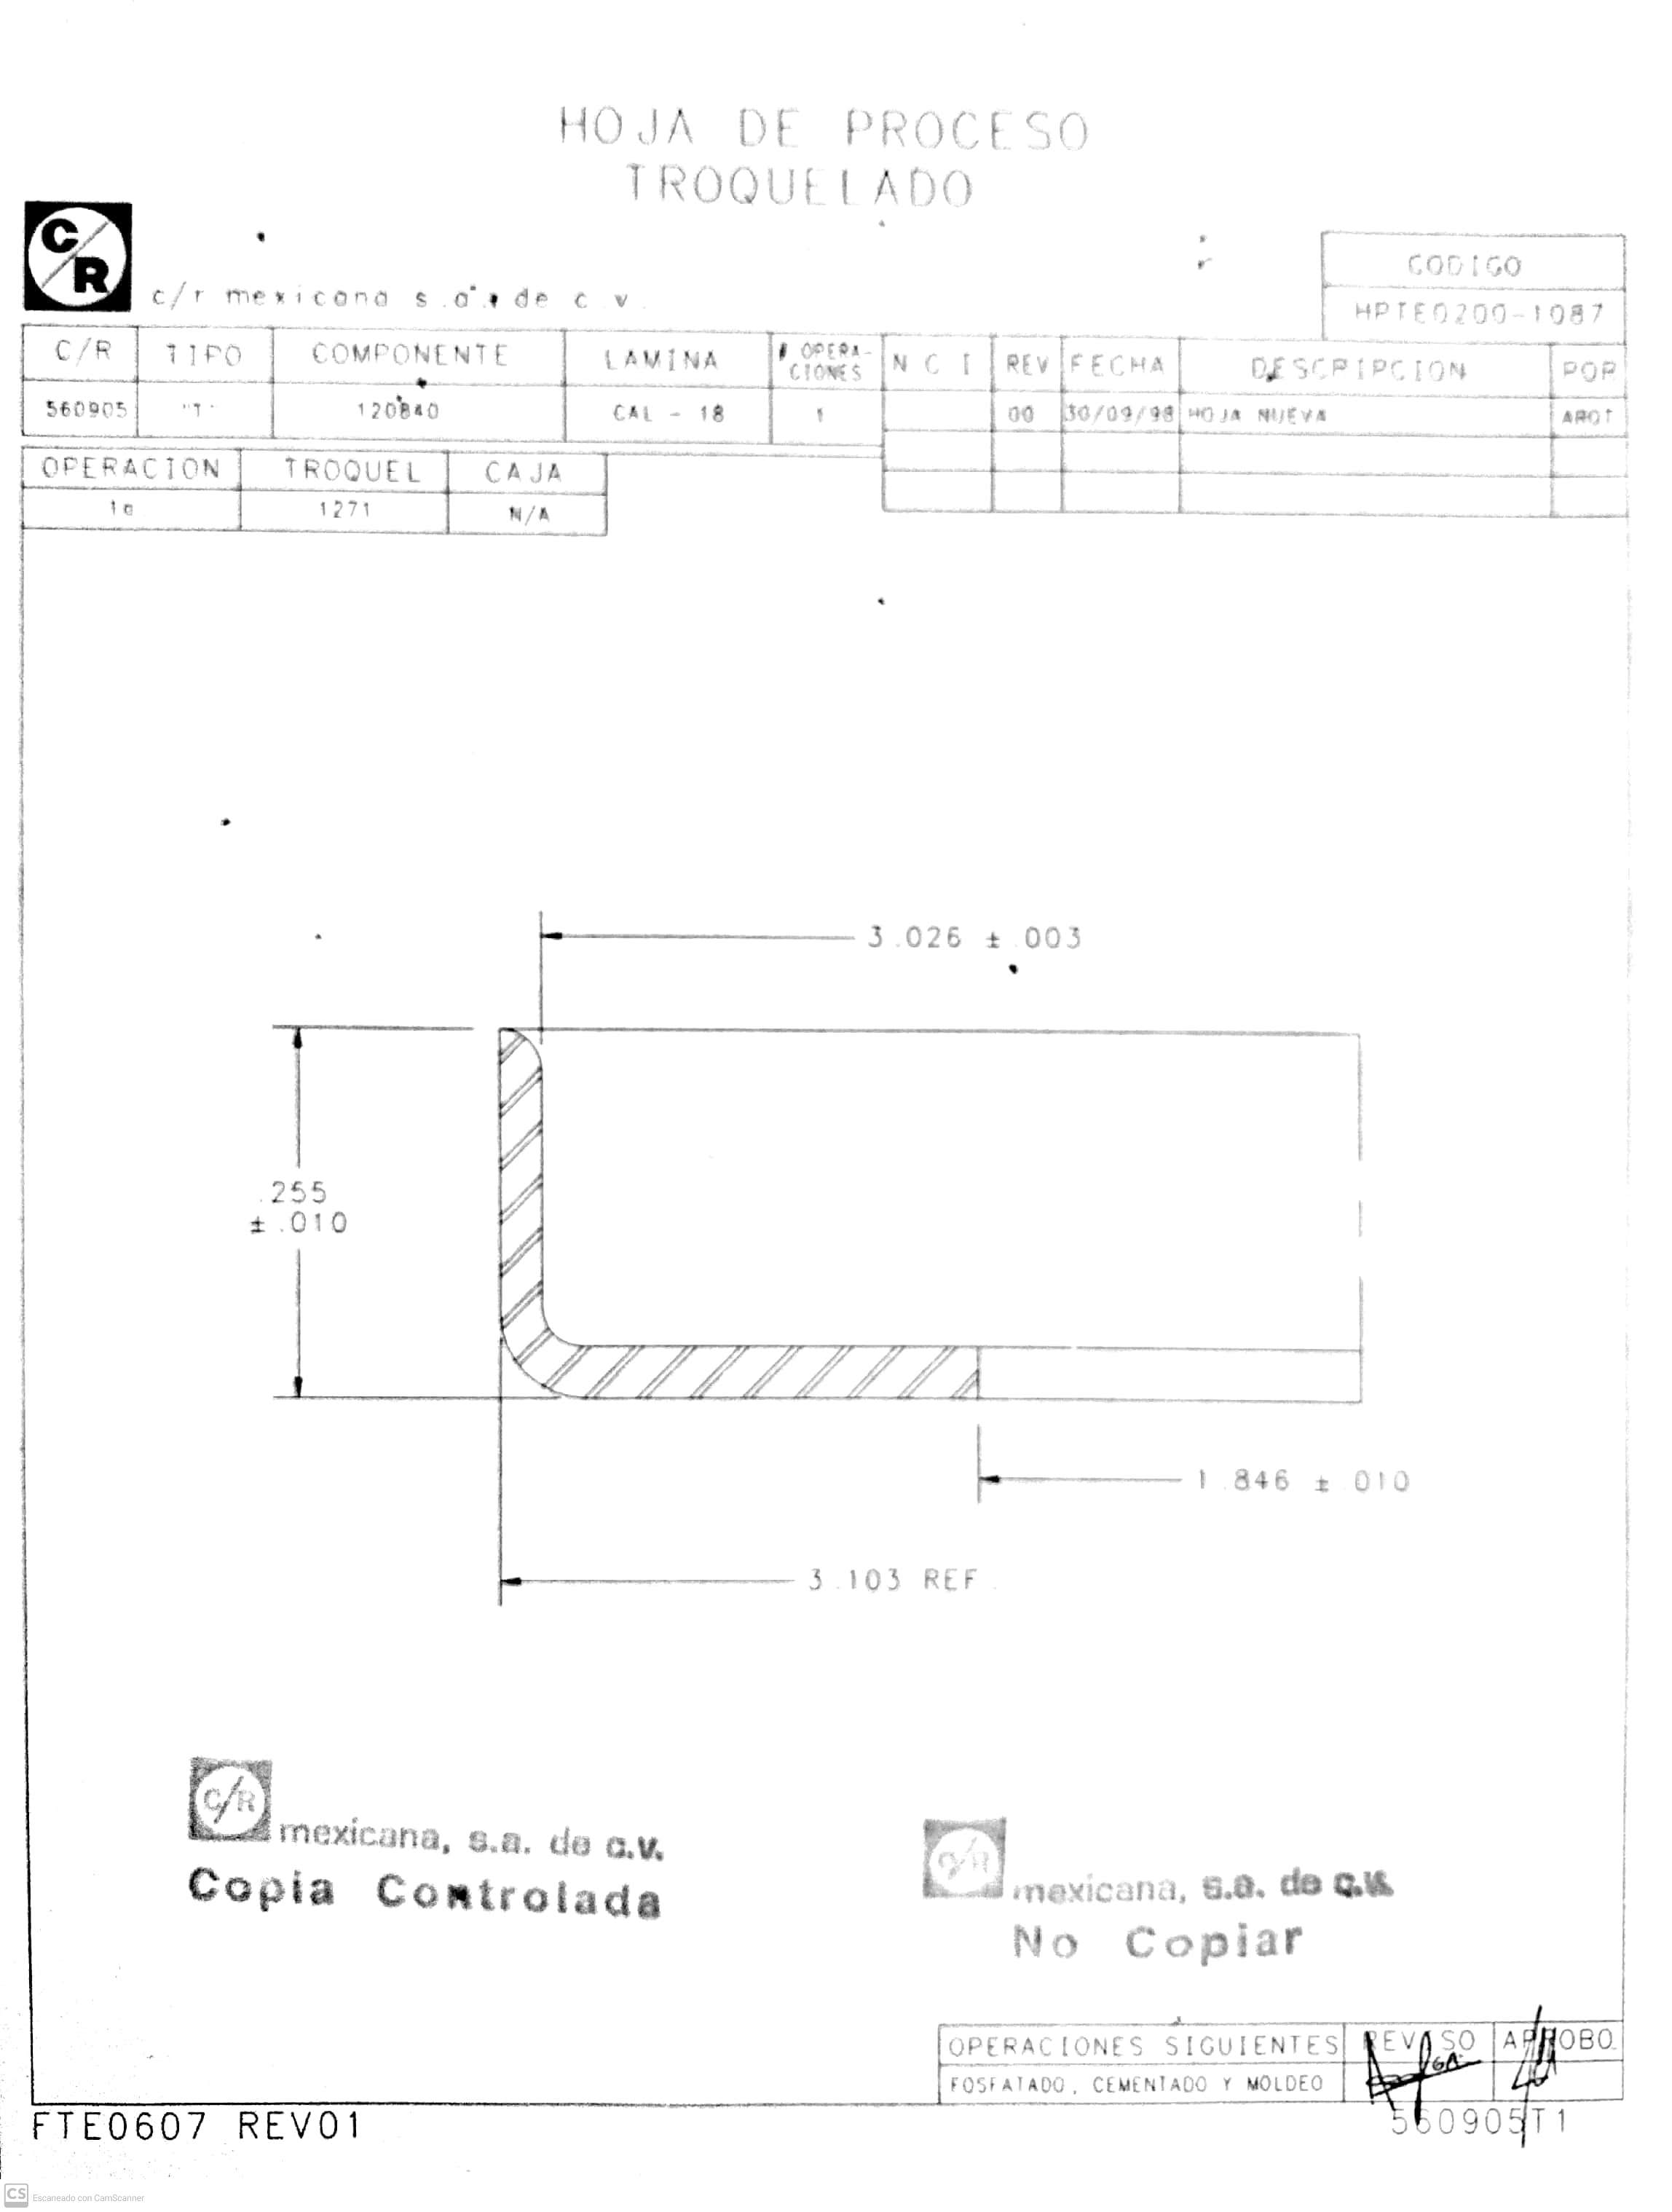 HOJA DE PROCESO
TROQUELADO
C/R
c/r mexicana s.a. de c.v.
CODIGO
HPTE0200-1087
C/R TIPO COMPONENTE LAMINA # OPERA-CIONES N C I REV FECHA DESCRIPCION POR
560905 "T" 120840 CAL - 18 1 00 30/09/98 HOJA NUEVA AROT
OPERACION TROQUEL CAJA
1a 1271 N/A
3.026 ± .003
.255
± .010
1.846 ± .010
3.103 REF.
C/R mexicana, s.a. de c.v.
Copia Controlada
C/R mexicana, s.a. de c.v.
No Copiar
OPERACIONES SIGUIENTES REVISO APROBO
FOSFATADO, CEMENTADO Y MOLDEO
FTE0607 REV01
560905T1
CS Escaneado con CamScanner